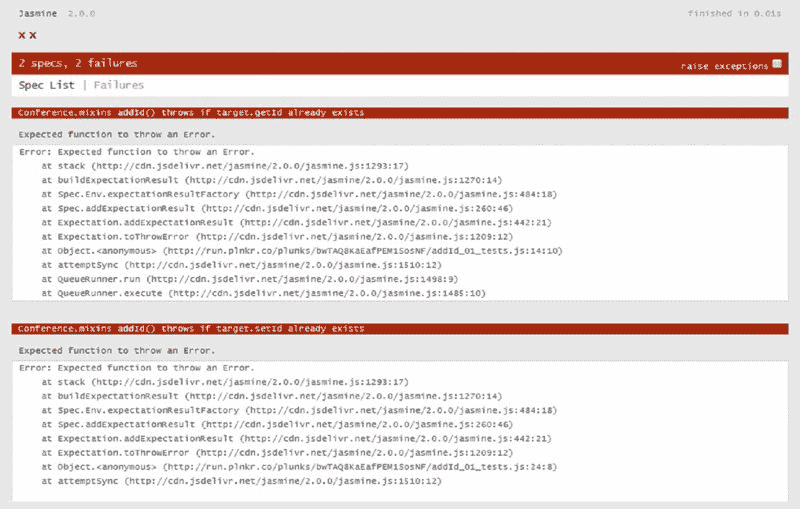 Jasmine 2.0.0 finished in 0.01s
x x
2 specs, 2 failures raise exceptions
Spec List | Failures
Conference.mixins addId() throws if target.getId already exists
Expected function to throw an Error.
Error: Expected function to throw an Error.
at stack (http://cdn.jsdelivr.net/jasmine/2.0.0/jasmine.js:1293:17)
at buildExpectationResult (http://cdn.jsdelivr.net/jasmine/2.0.0/jasmine.js:1270:14)
at Spec.Env.expectationResultFactory (http://cdn.jsdelivr.net/jasmine/2.0.0/jasmine.js:484:18)
at Spec.addExpectationResult (http://cdn.jsdelivr.net/jasmine/2.0.0/jasmine.js:260:46)
at Expectation.addExpectationResult (http://cdn.jsdelivr.net/jasmine/2.0.0/jasmine.js:442:21)
at Expectation.toThrowError (http://cdn.jsdelivr.net/jasmine/2.0.0/jasmine.js:1209:12)
at Object.<anonymous> (http://run.plnkr.co/plunks/bwTAQ8KaEafPEM1SosNF/addId_01_tests.js:14:10)
at attemptSync (http://cdn.jsdelivr.net/jasmine/2.0.0/jasmine.js:1510:12)
at QueueRunner.run (http://cdn.jsdelivr.net/jasmine/2.0.0/jasmine.js:1498:9)
at QueueRunner.execute (http://cdn.jsdelivr.net/jasmine/2.0.0/jasmine.js:1485:10)
Conference.mixins addId() throws if target.setId already exists
Expected function to throw an Error.
Error: Expected function to throw an Error.
at stack (http://cdn.jsdelivr.net/jasmine/2.0.0/jasmine.js:1293:17)
at buildExpectationResult (http://cdn.jsdelivr.net/jasmine/2.0.0/jasmine.js:1270:14)
at Spec.Env.expectationResultFactory (http://cdn.jsdelivr.net/jasmine/2.0.0/jasmine.js:484:18)
at Spec.addExpectationResult (http://cdn.jsdelivr.net/jasmine/2.0.0/jasmine.js:260:46)
at Expectation.addExpectationResult (http://cdn.jsdelivr.net/jasmine/2.0.0/jasmine.js:442:21)
at Expectation.toThrowError (http://cdn.jsdelivr.net/jasmine/2.0.0/jasmine.js:1209:12)
at Object.<anonymous> (http://run.plnkr.co/plunks/bwTAQ8KaEafPEM1SosNF/addId_01_tests.js:24:8)
at attemptSync (http://cdn.jsdelivr.net/jasmine/2.0.0/jasmine.js:1510:12)